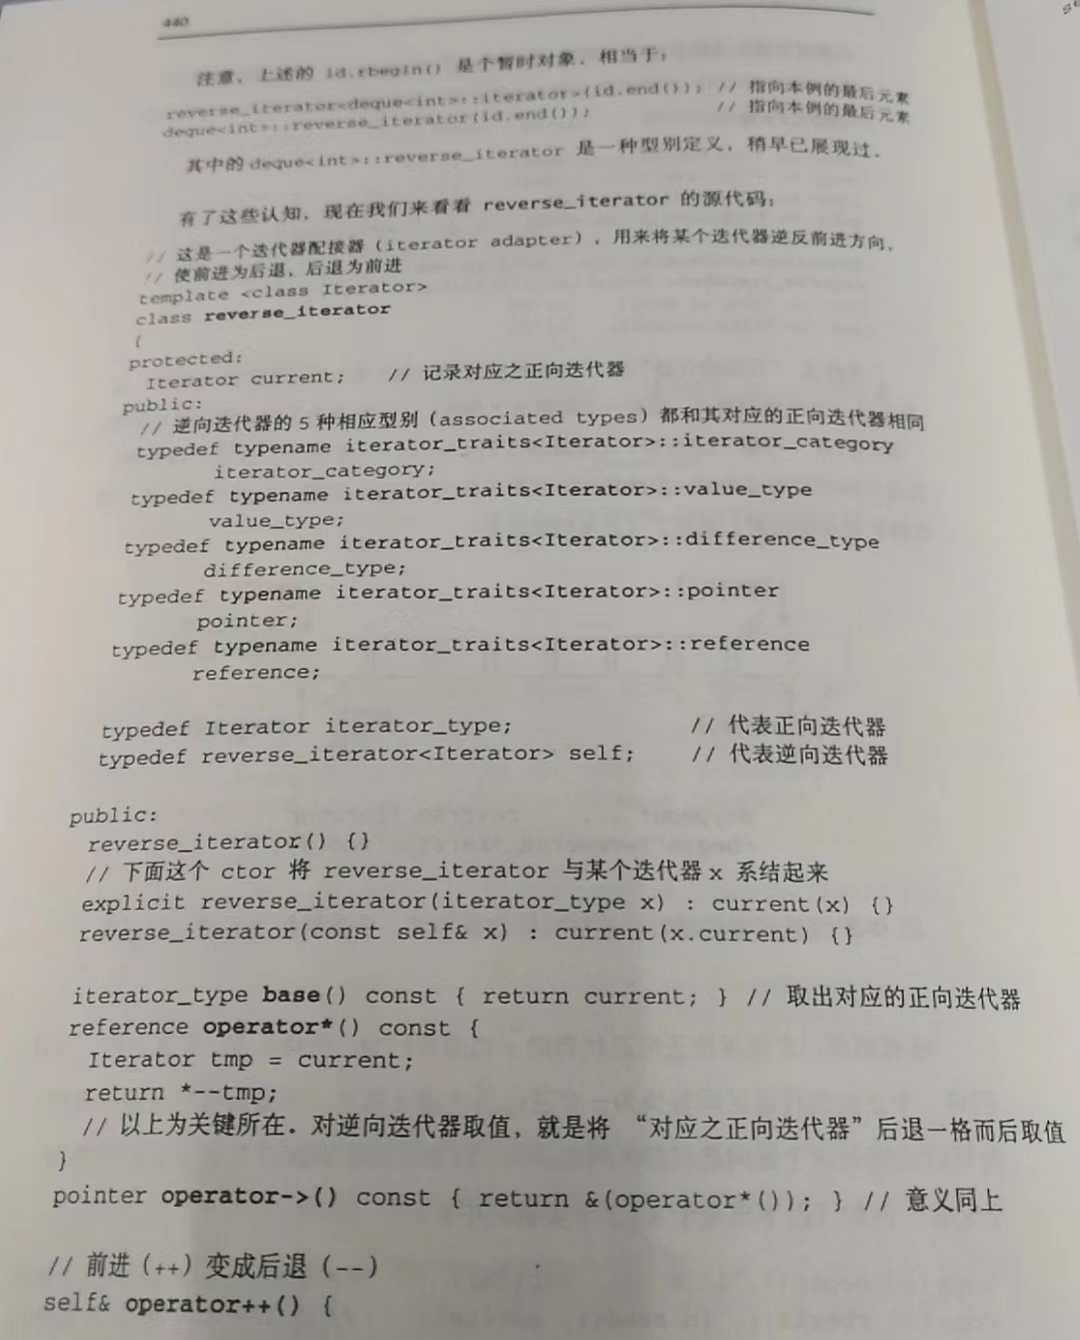 440
注意，上述的 id.rbegin() 是个暂时对象，相当于：
reverse_iterator<deque<int>::iterator>(id.end()); // 指向本例的最后元素
deque<int>::reverse_iterator(id.end()); // 指向本例的最后元素
其中的 deque<int>::reverse_iterator 是一种型别定义，稍早已展现过．
有了这些认知，现在我们来看看 reverse_iterator 的源代码：
// 这是一个迭代器配接器（iterator adapter），用来将某个迭代器逆反前进方向，
// 使前进为后退，后退为前进
template <class Iterator>
class reverse_iterator
{
protected:
Iterator current; // 记录对应之正向迭代器
public:
// 逆向迭代器的 5 种相应型别（associated types）都和其对应的正向迭代器相同
typedef typename iterator_traits<Iterator>::iterator_category
iterator_category;
typedef typename iterator_traits<Iterator>::value_type
value_type;
typedef typename iterator_traits<Iterator>::difference_type
difference_type;
typedef typename iterator_traits<Iterator>::pointer
pointer;
typedef typename iterator_traits<Iterator>::reference
reference;
typedef Iterator iterator_type; // 代表正向迭代器
typedef reverse_iterator<Iterator> self; // 代表逆向迭代器
public:
reverse_iterator() {}
// 下面这个 ctor 将 reverse_iterator 与某个迭代器 x 系结起来
explicit reverse_iterator(iterator_type x) : current(x) {}
reverse_iterator(const self& x) : current(x.current) {}
iterator_type base() const { return current; } // 取出对应的正向迭代器
reference operator*() const {
Iterator tmp = current;
return *--tmp;
// 以上为关键所在。对逆向迭代器取值，就是将 “对应之正向迭代器”后退一格而后取值
}
pointer operator->() const { return &(operator*()); } // 意义同上
// 前进（++）变成后退（--）
self& operator++() {